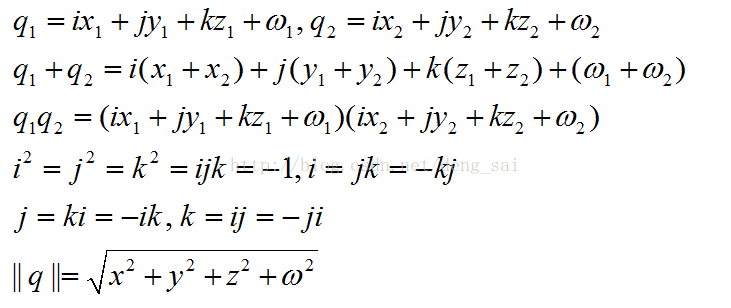 q₁ = ix₁ + jy₁ + kz₁ + ω₁, q₂ = ix₂ + jy₂ + kz₂ + ω₂
q₁ + q₂ = i(x₁ + x₂) + j(y₁ + y₂) + k(z₁ + z₂) + (ω₁ + ω₂)
q₁q₂ = (ix₁ + jy₁ + kz₁ + ω₁)(ix₂ + jy₂ + kz₂ + ω₂)
i² = j² = k² = ijk = −1, i = jk = −kj
j = ki = −ik, k = ij = −ji
|| q ||= √(x² + y² + z² + ω²)